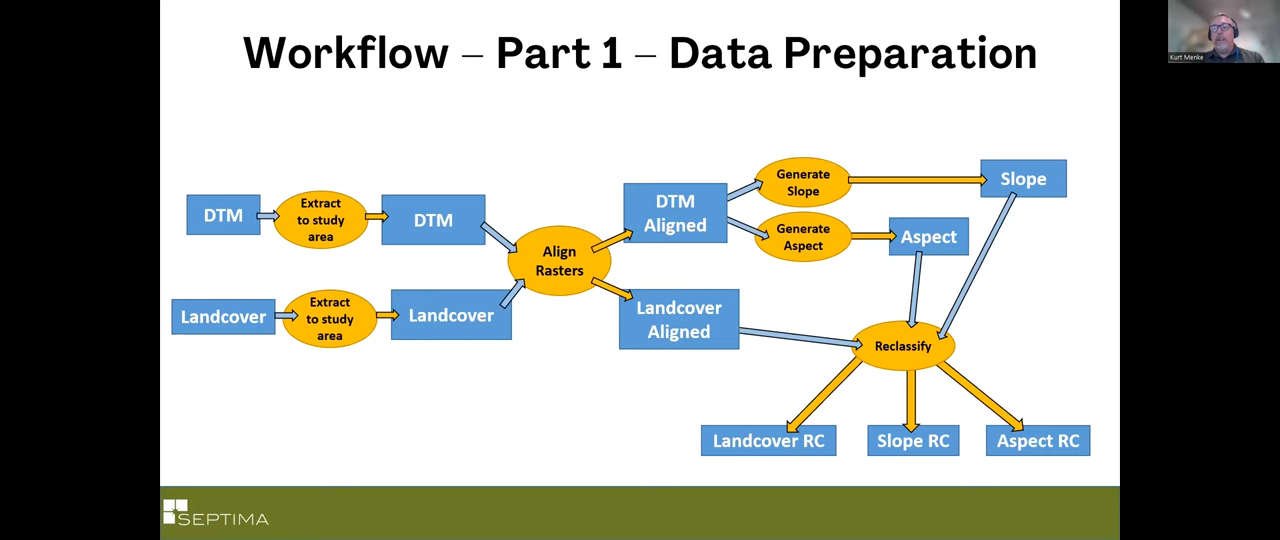 Workflow – Part 1 – Data Preparation
Kurt Menke
DTM
Extract
to study
area
DTM
Landcover
Extract
to study
area
Landcover
Align
Rasters
DTM
Aligned
Landcover
Aligned
Generate
Slope
Generate
Aspect
Slope
Aspect
Reclassify
Landcover RC
Slope RC
Aspect RC
SEPTIMA